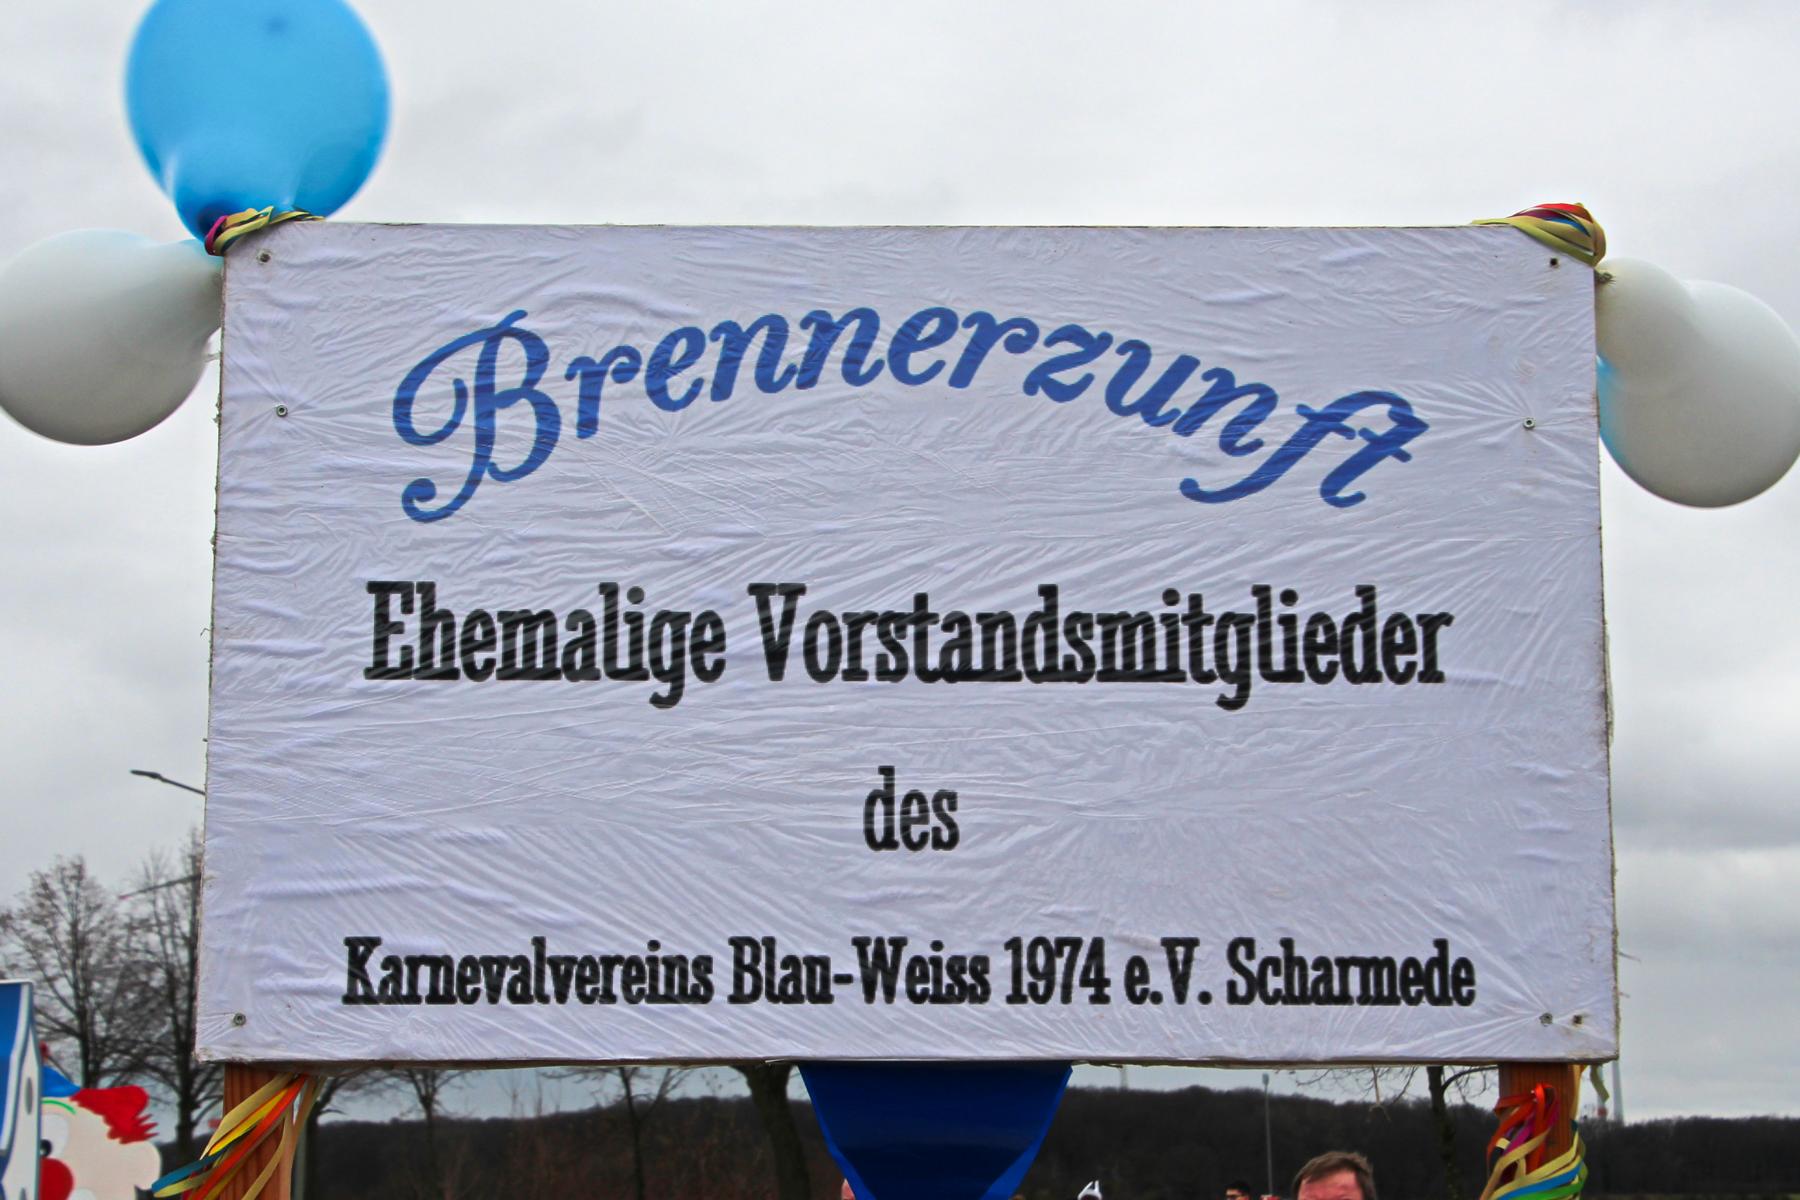 Brennerzunft
Ehemalige Vorstandsmitglieder
des
Karnevalvereins Blau-Weiss 1974 e.V. Scharmede